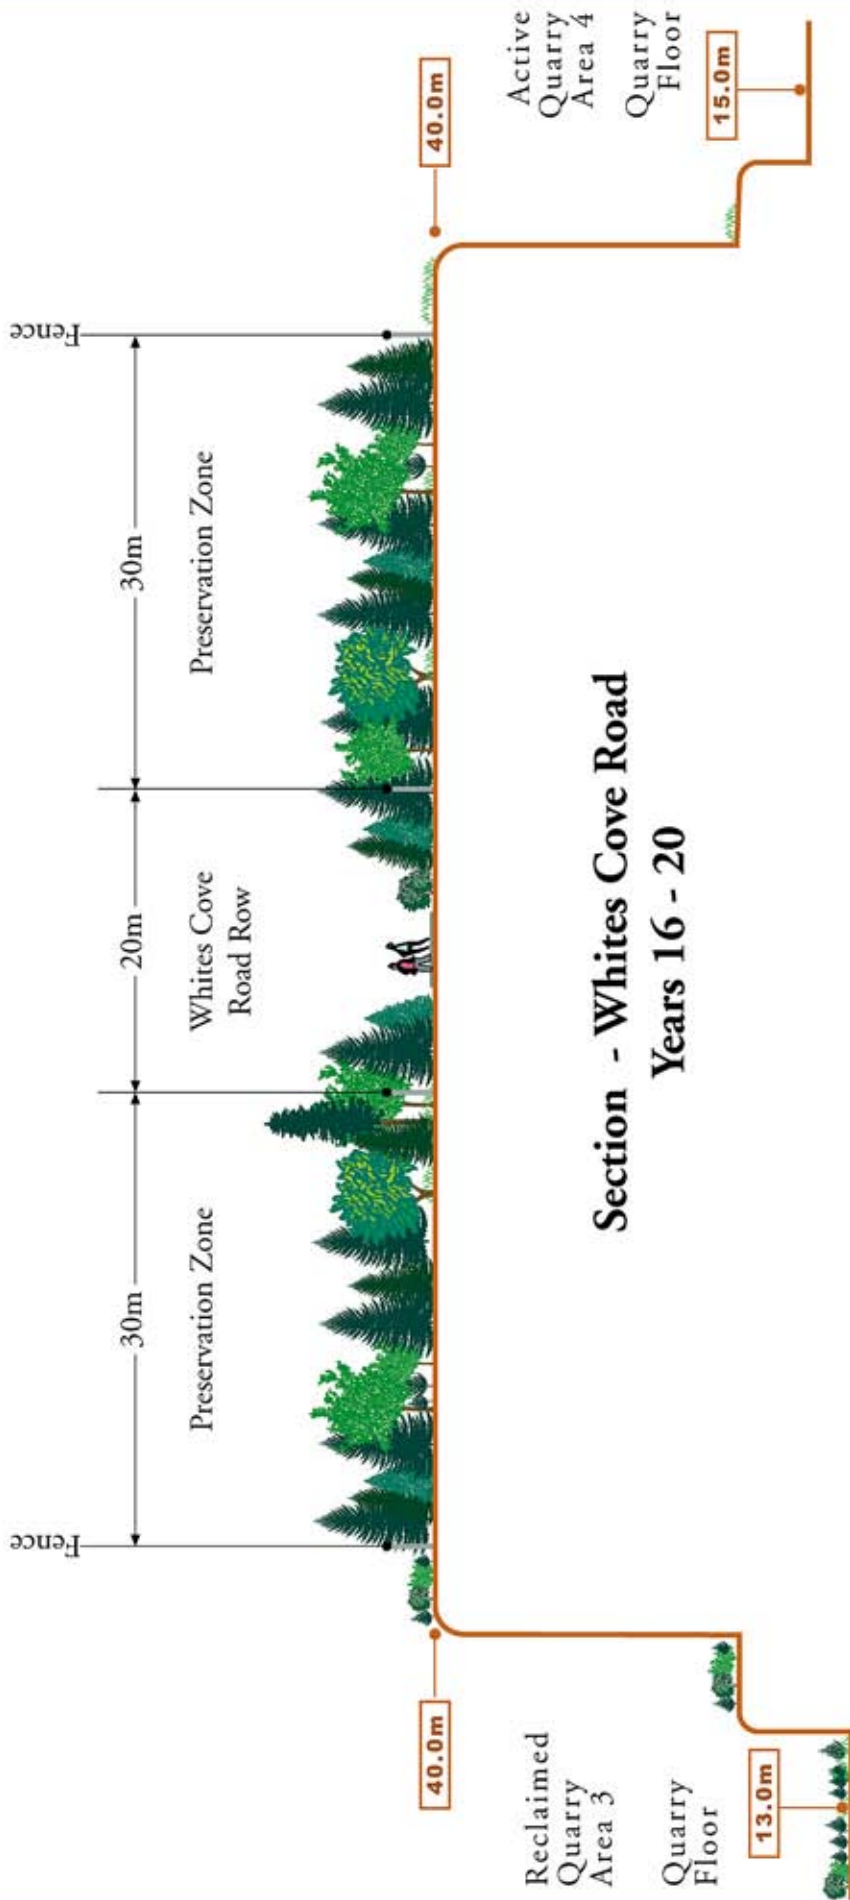 Fence
Fence
30m
20m
30m
Preservation Zone
Whites Cove
Road Row
Preservation Zone
40.0m
40.0m
Reclaimed
Quarry
Area 3
Quarry
Floor
13.0m
Active
Quarry
Area 4
Quarry
Floor
15.0m
Section - Whites Cove Road
Years 16 - 20